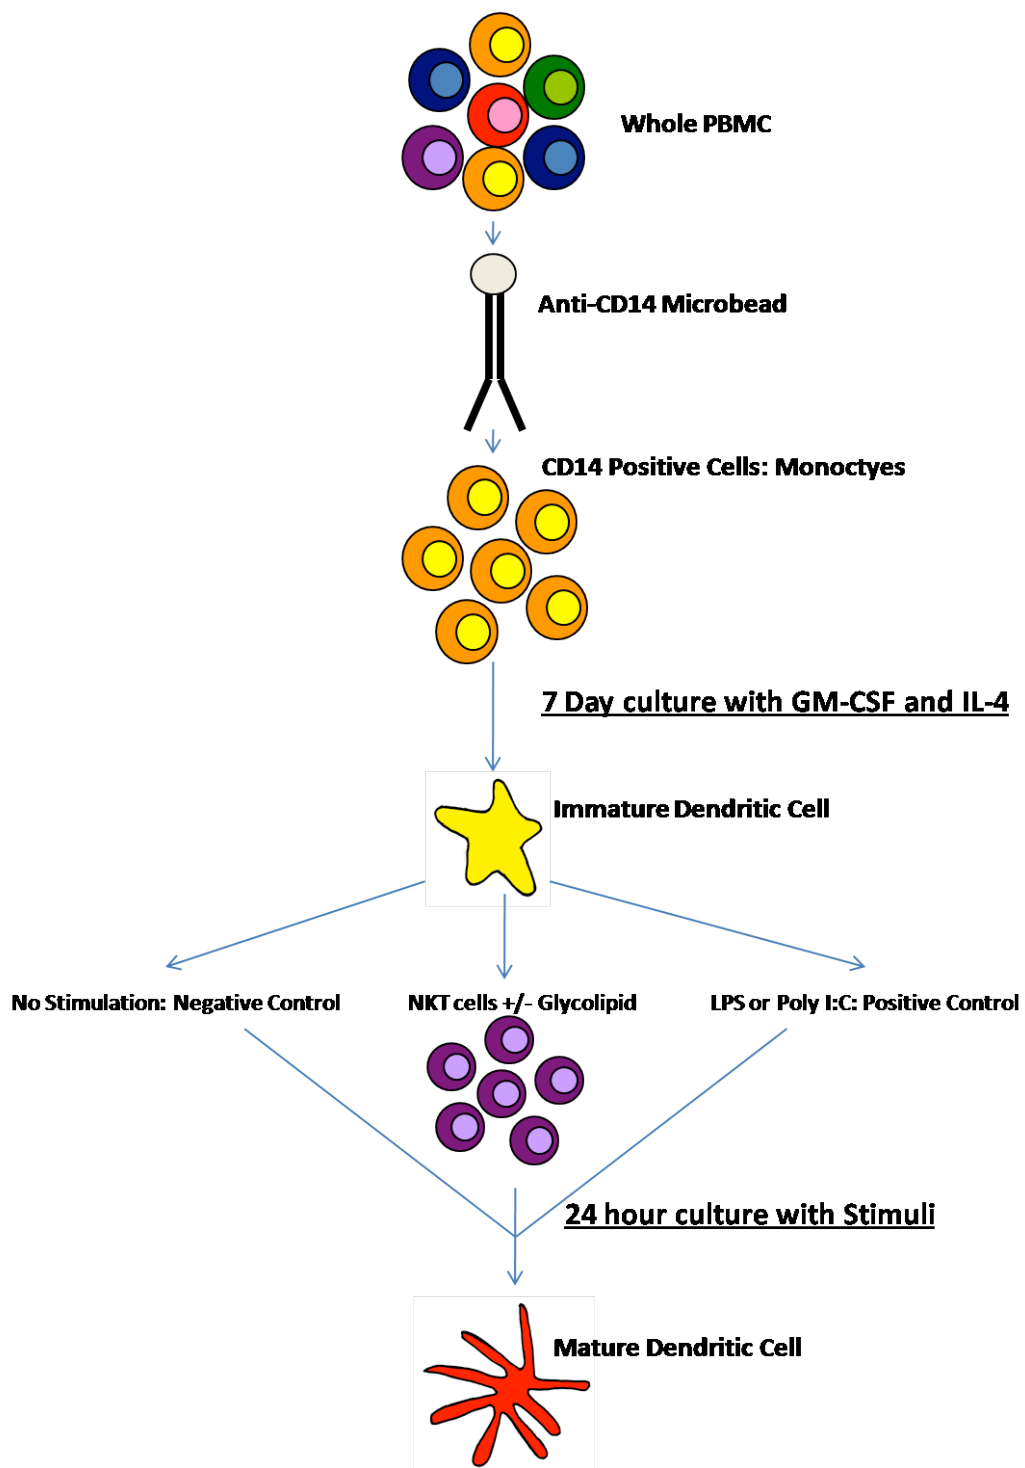 Whole PBMC
Anti-CD14 Microbead
CD14 Positive Cells: Monoctyes
7 Day culture with GM-CSF and IL-4
Immature Dendritic Cell
No Stimulation: Negative Control
NKT cells +/- Glycolipid
LPS or Poly I:C: Positive Control
24 hour culture with Stimuli
Mature Dendritic Cell